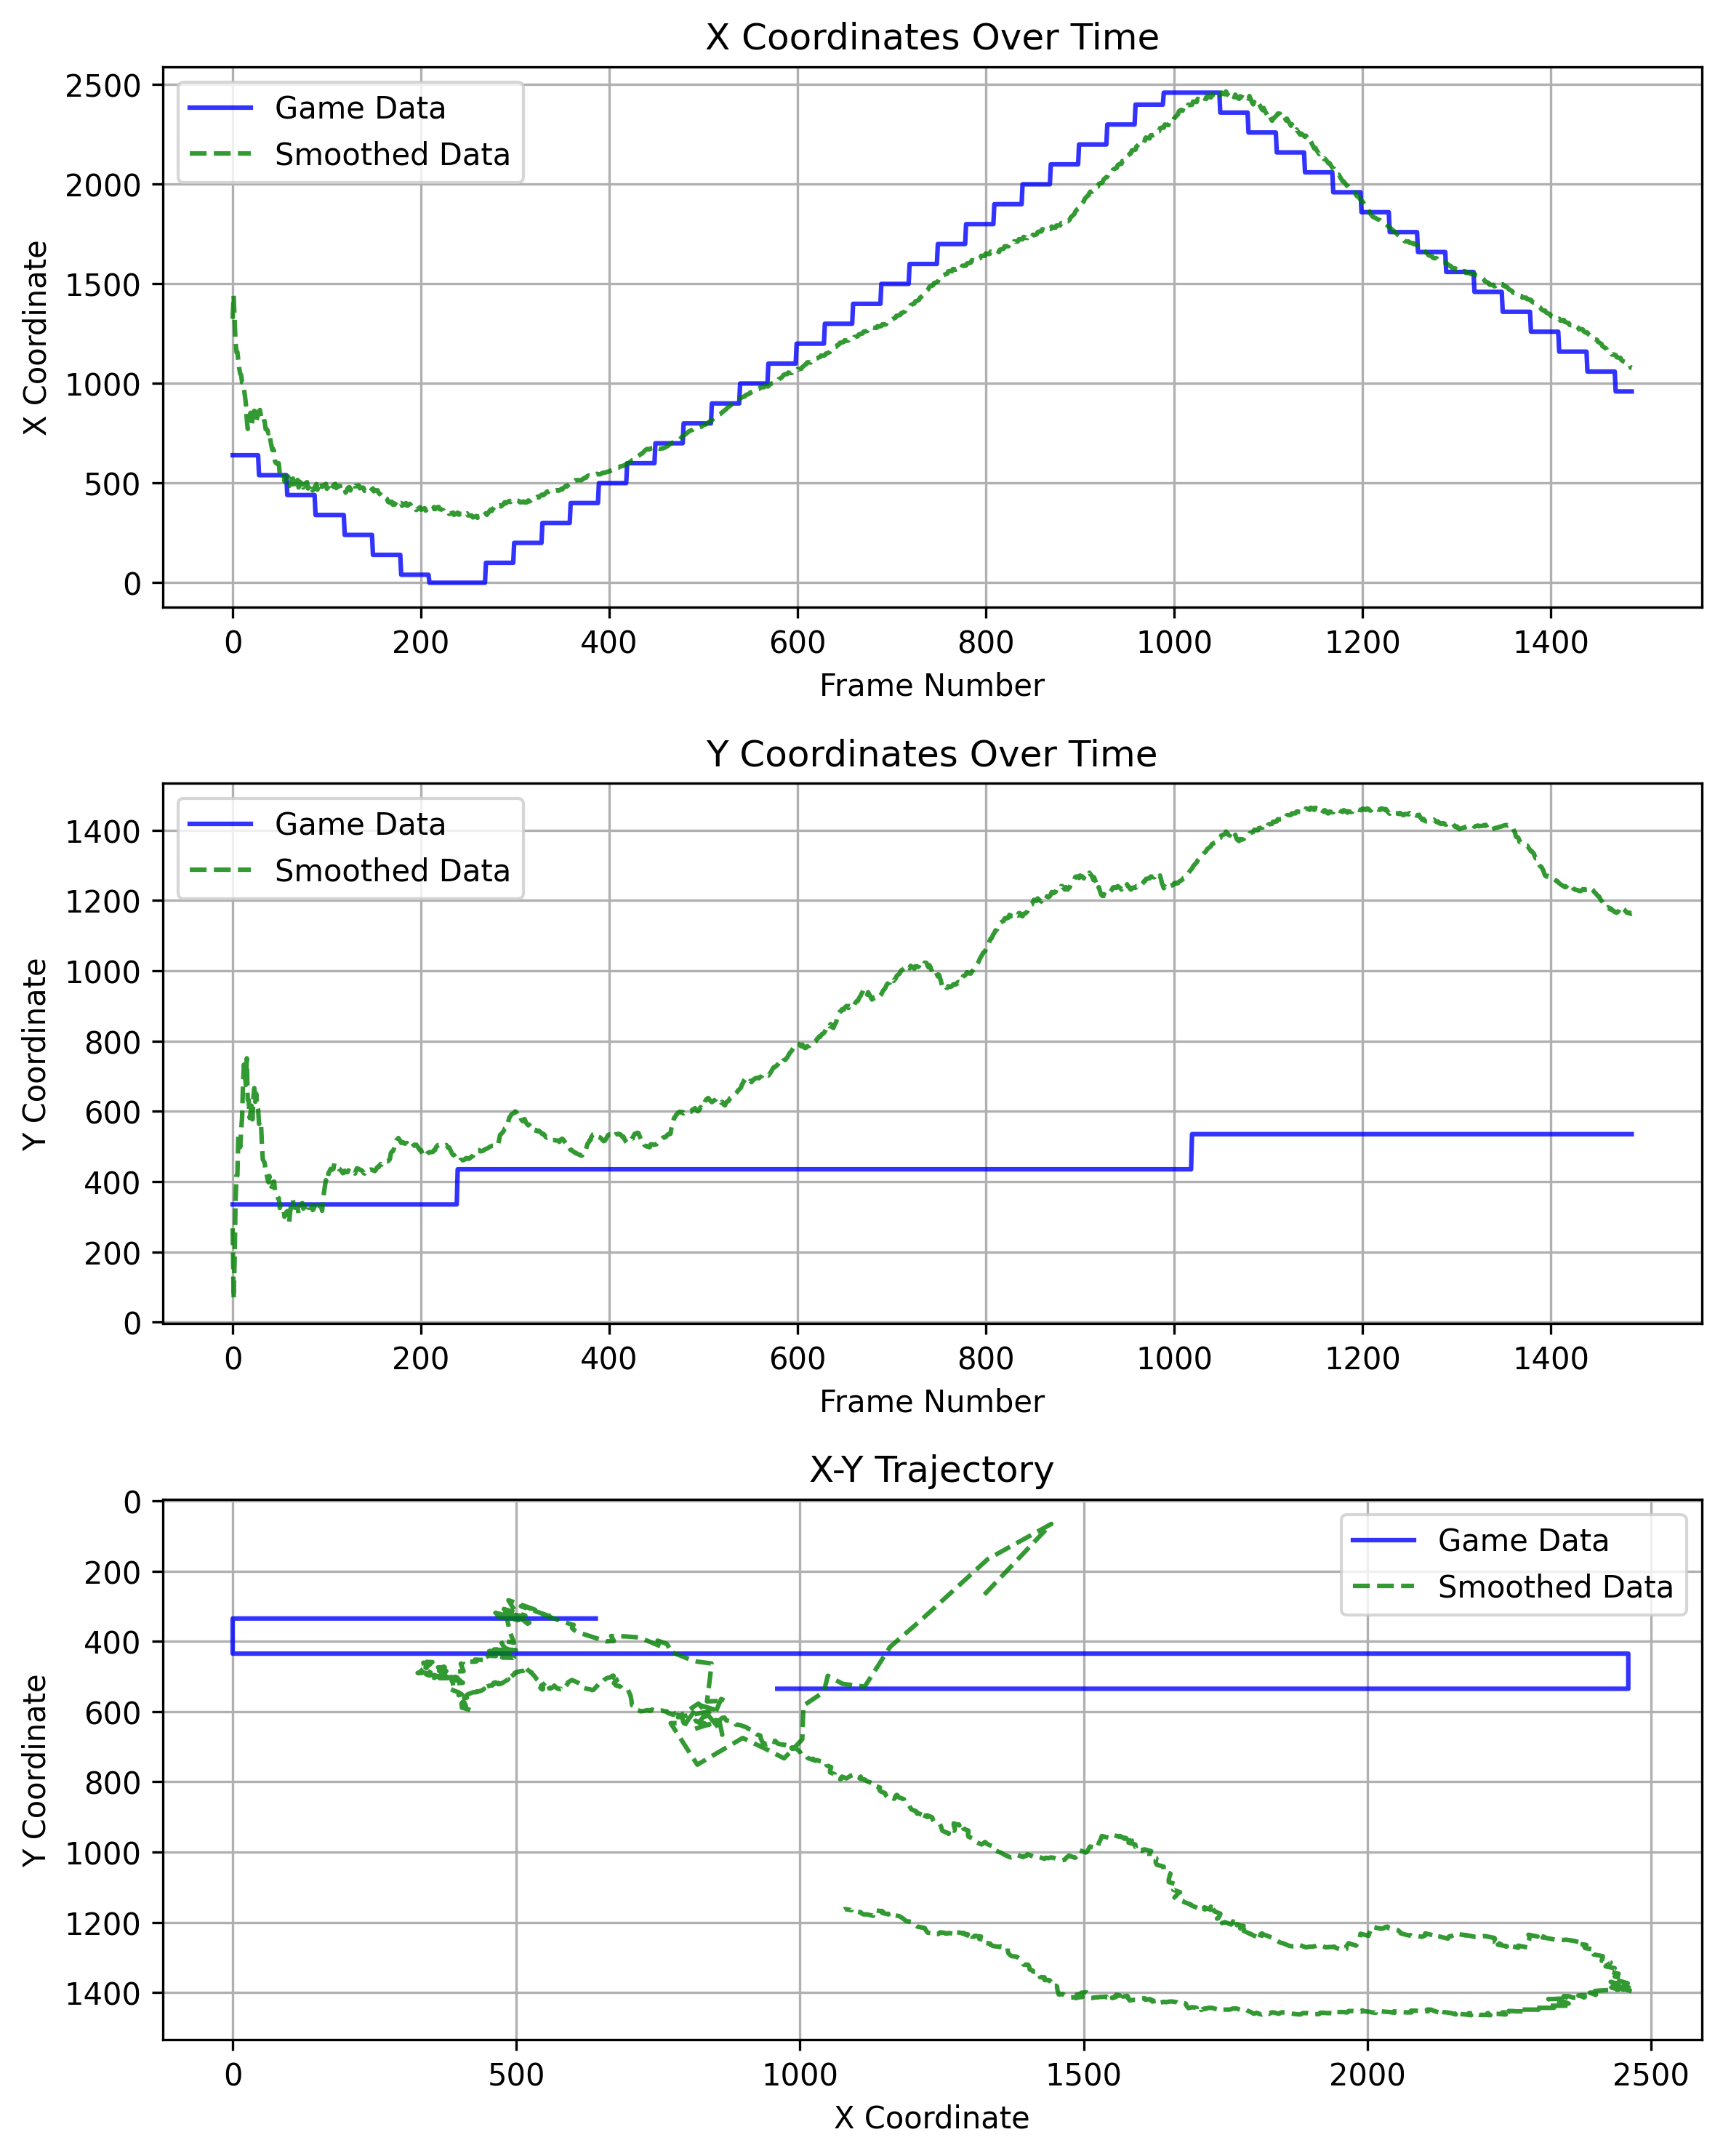 X Coordinates Over Time
2500
2000
1500
1000
500
0
X Coordinate
Game Data
Smoothed Data
0 200 400 600 800 1000 1200 1400
Frame Number
Y Coordinates Over Time
1400
1200
1000
800
600
400
200
0
Y Coordinate
Game Data
Smoothed Data
0 200 400 600 800 1000 1200 1400
Frame Number
X-Y Trajectory
0
200
400
600
800
1000
1200
1400
Y Coordinate
Game Data
Smoothed Data
0 500 1000 1500 2000 2500
X Coordinate